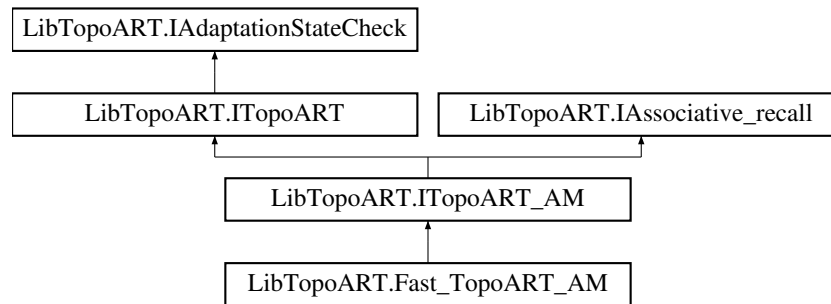 LibTopoART.IAdaptationStateCheck
LibTopoART.ITopoART
LibTopoART.IAssociative_recall
LibTopoART.ITopoART_AM
LibTopoART.Fast_TopoART_AM